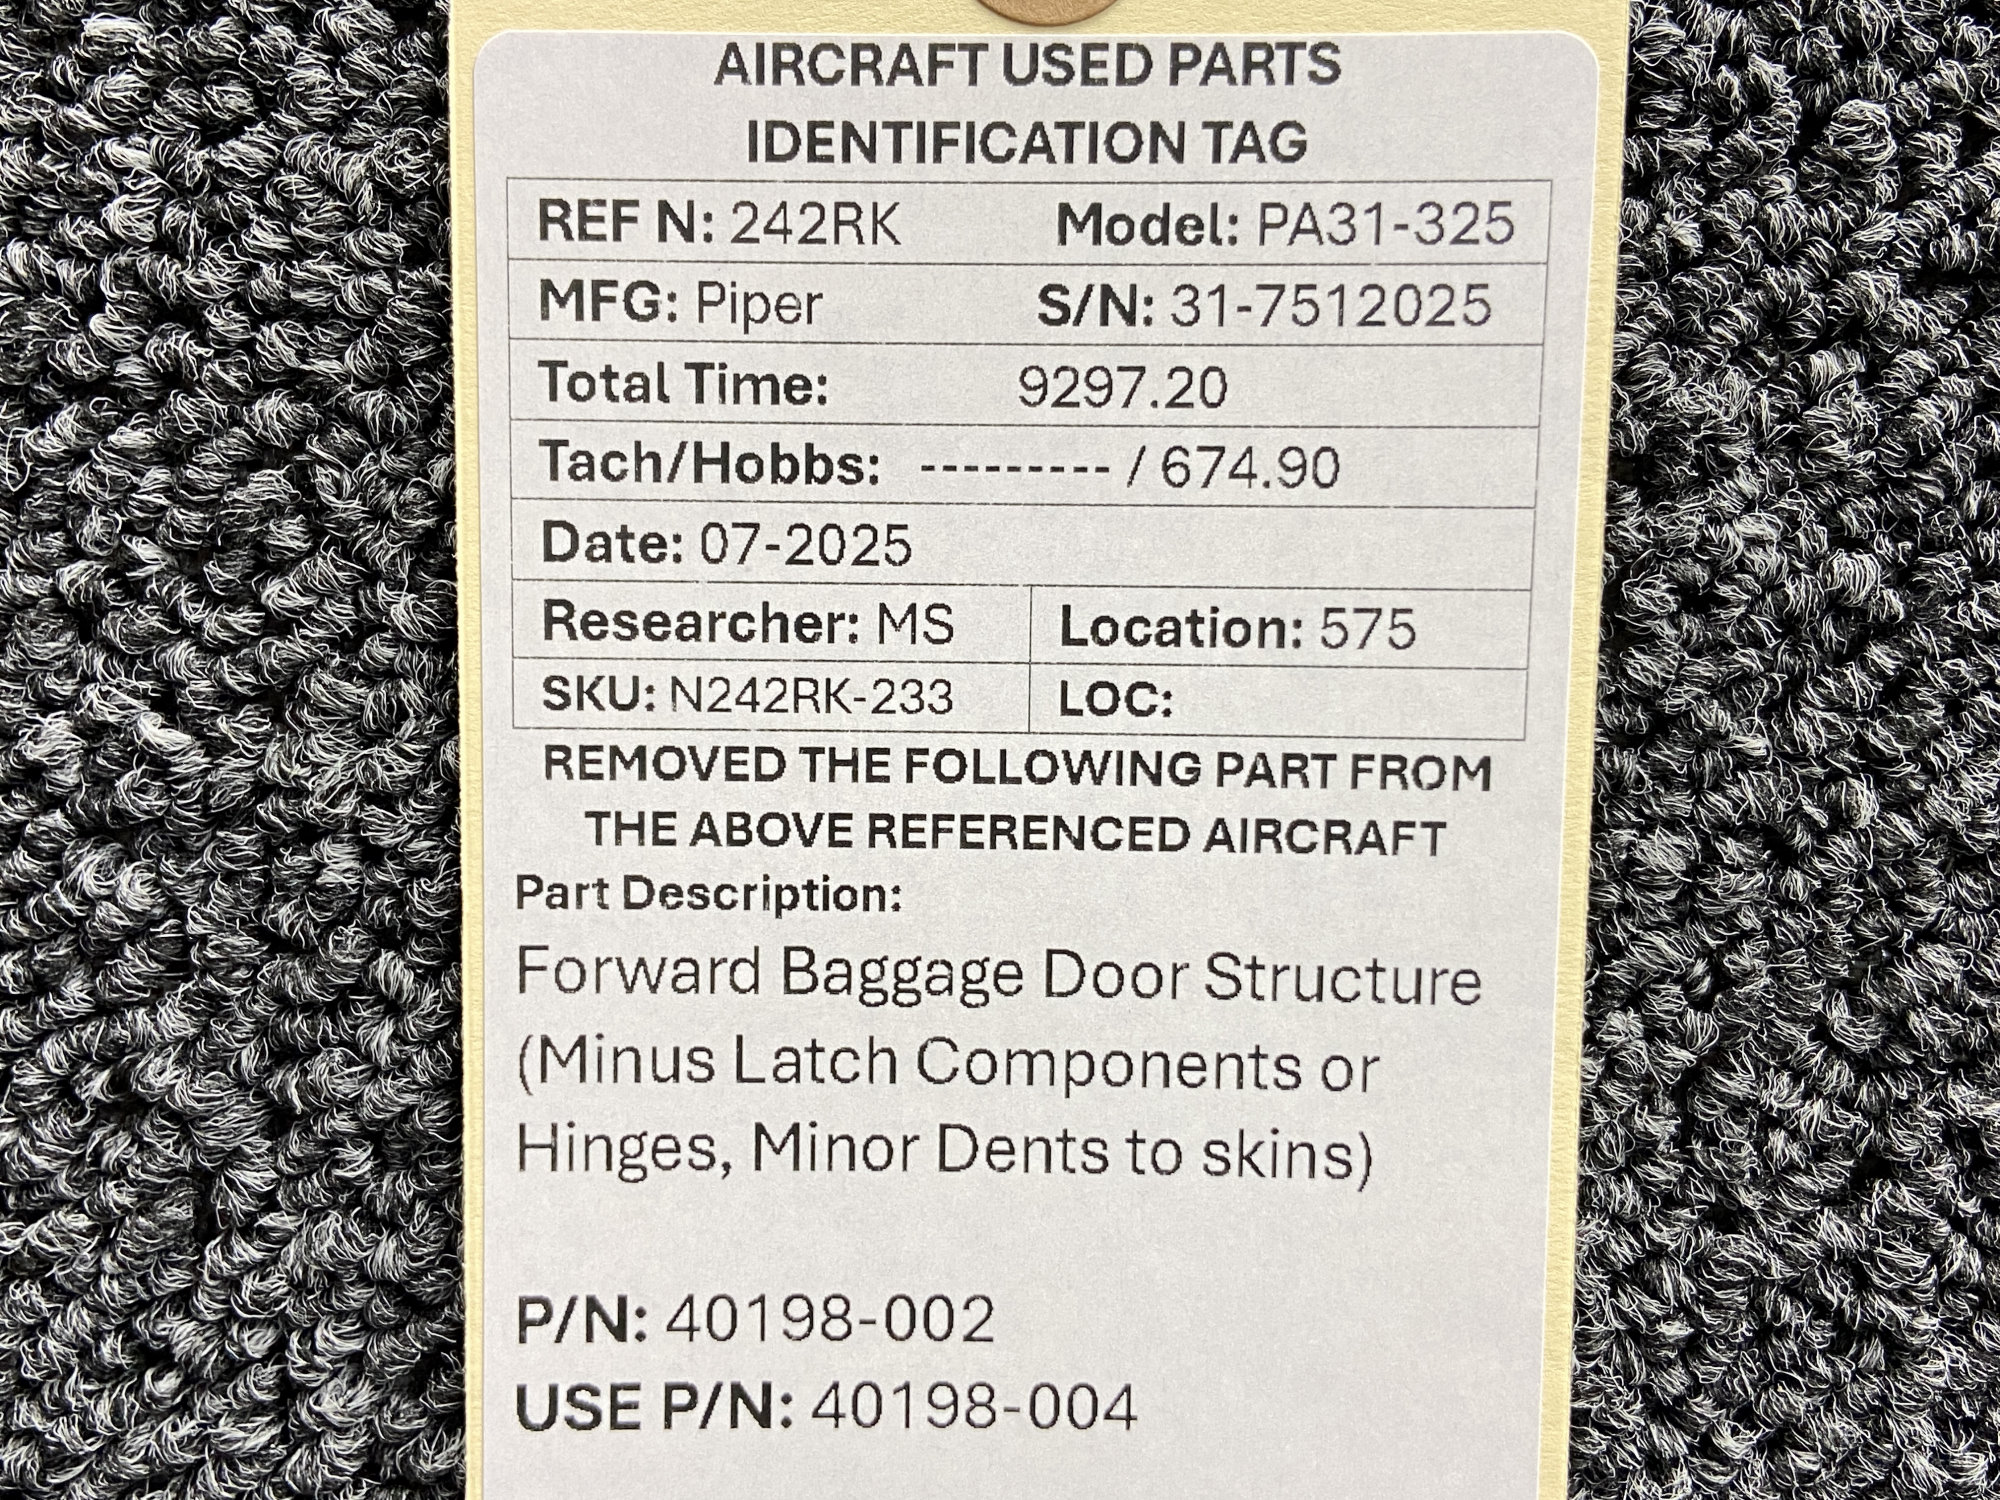 AIRCRAFT USED PARTS
IDENTIFICATION TAG
REF N: 242RK Model: PA31-325
MFG: Piper S/N: 31-7512025
Total Time: 9297.20
Tach/Hobbs: --------- / 674.90
Date: 07-2025
Researcher: MS Location: 575
SKU: N242RK-233 LOC:
REMOVED THE FOLLOWING PART FROM
THE ABOVE REFERENCED AIRCRAFT
Part Description:
Forward Baggage Door Structure
(Minus Latch Components or
Hinges, Minor Dents to skins)
P/N: 40198-002
USE P/N: 40198-004